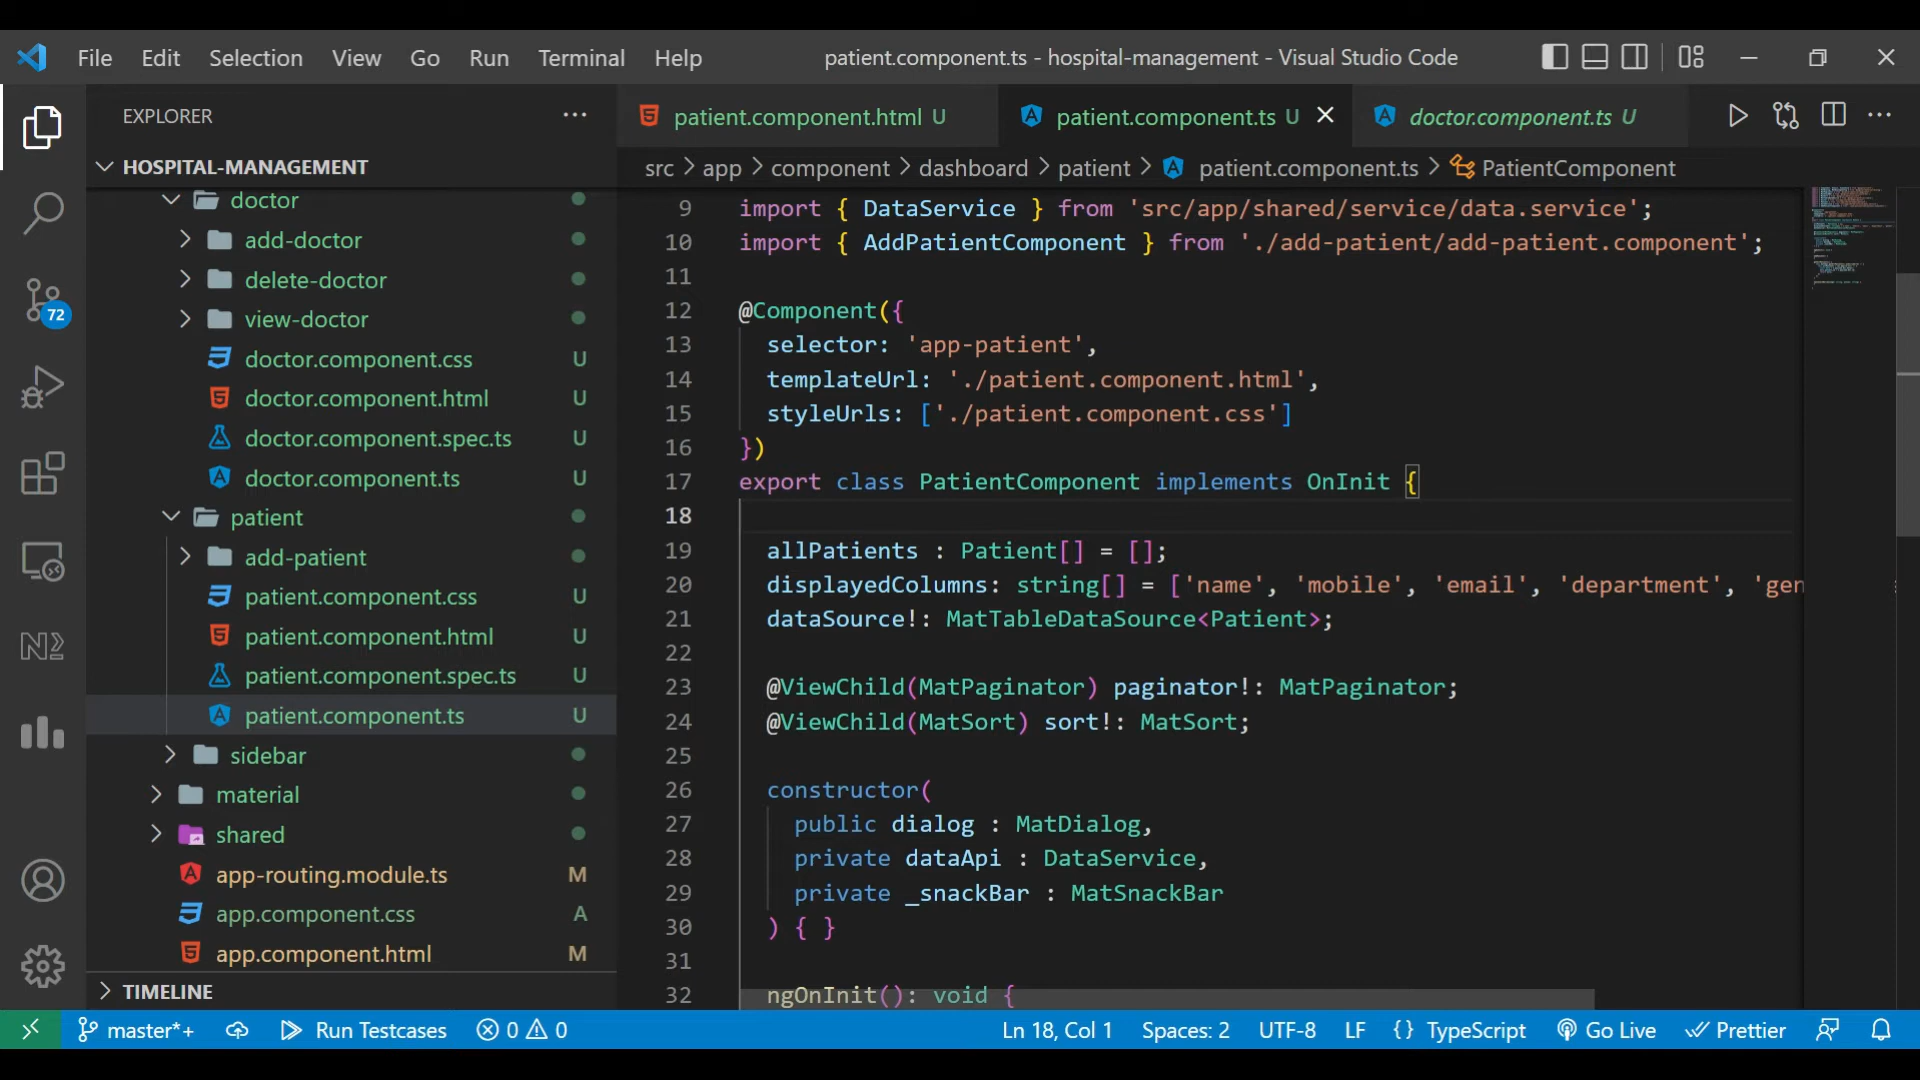 File Edit Selection View Go Run Terminal Help patient.component.ts - hospital-management - Visual Studio Code
EXPLORER
patient.component.html U
patient.component.ts U
doctor.component.ts U
HOSPITAL-MANAGEMENT
src > app > component > dashboard > patient > patient.component.ts > PatientComponent
doctor
add-doctor
delete-doctor
view-doctor
doctor.component.css U
doctor.component.html U
doctor.component.spec.ts U
doctor.component.ts U
patient
add-patient
patient.component.css U
patient.component.html U
patient.component.spec.ts U
patient.component.ts U
sidebar
material
shared
app-routing.module.ts M
app.component.css A
app.component.html M
TIMELINE
72
9 import { DataService } from 'src/app/shared/service/data.service';
10 import { AddPatientComponent } from './add-patient/add-patient.component';
11
12 @Component({
13 selector: 'app-patient',
14 templateUrl: './patient.component.html',
15 styleUrls: ['./patient.component.css']
16 })
17 export class PatientComponent implements OnInit {
18
19 allPatients : Patient[] = [];
20 displayedColumns: string[] = ['name', 'mobile', 'email', 'department', 'gen
21 dataSource!: MatTableDataSource<Patient>;
22
23 @ViewChild(MatPaginator) paginator!: MatPaginator;
24 @ViewChild(MatSort) sort!: MatSort;
25
26 constructor(
27 public dialog : MatDialog,
28 private dataApi : DataService,
29 private _snackBar : MatSnackBar
30 ) { }
31
32 ngOnInit(): void {
master*+ Run Testcases 0 0 Ln 18, Col 1 Spaces: 2 UTF-8 LF {} TypeScript Go Live Prettier